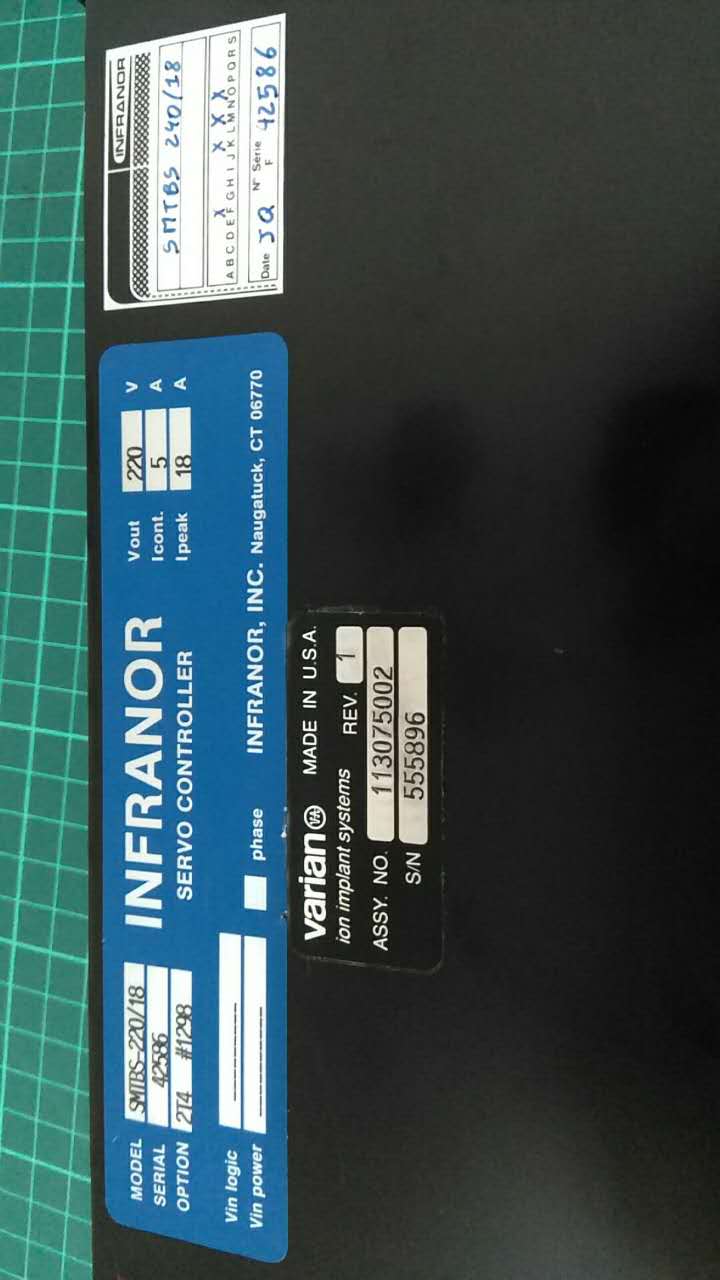 MODEL SMTBS-220/18
SERIAL 42586
OPTION 2T4 #1298
INFRANOR
SERVO CONTROLLER
Vout 220 V
Icont. 5 A
Ipeak 18 A
Vin logic --------
Vin power -------- phase
INFRANOR, INC. Naugatuck, CT 06770
INFRANOR
SMTBS 240/18
X X X X
A B C D E F G H I J K L M N O P Q R S
Date JQ N° Série F 42586
varian VA MADE IN U.S.A.
ion implant systems REV. 1
ASSY. NO. 113075002
S/N 555896